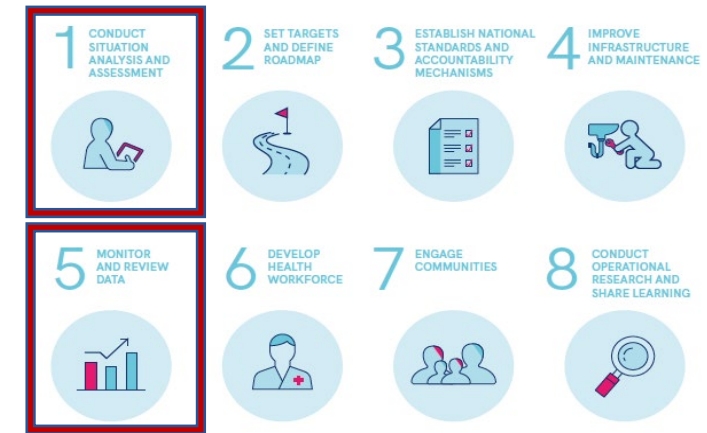 1 CONDUCT
SITUATION
ANALYSIS AND
ASSESSMENT
2 SET TARGETS
AND DEFINE
ROADMAP
3 ESTABLISH NATIONAL
STANDARDS AND
ACCOUNTABILITY
MECHANISMS
4 IMPROVE
INFRASTRUCTURE
AND MAINTENANCE
5 MONITOR
AND REVIEW
DATA
6 DEVELOP
HEALTH
WORKFORCE
7 ENGAGE
COMMUNITIES
8 CONDUCT
OPERATIONAL
RESEARCH AND
SHARE LEARNING